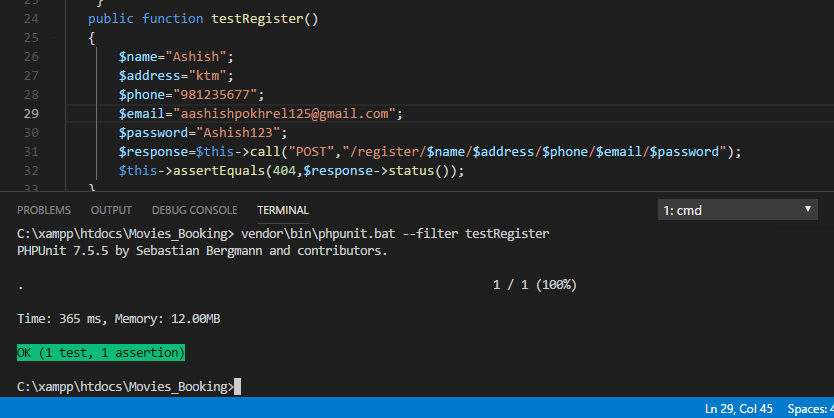 23 }
24 public function testRegister()
25 {
26 $name="Ashish";
27 $address="ktm";
28 $phone="981235677";
29 $email="aashishpokhrel125@gmail.com";
30 $password="Ashish123";
31 $response=$this->call("POST","/register/$name/$address/$phone/$email/$password");
32 $this->assertEquals(404,$response->status());
33 }
PROBLEMS OUTPUT DEBUG CONSOLE TERMINAL 1: cmd
C:\xampp\htdocs\Movies_Booking> vendor\bin\phpunit.bat --filter testRegister
PHPUnit 7.5.5 by Sebastian Bergmann and contributors.
. 1 / 1 (100%)
Time: 365 ms, Memory: 12.00MB
OK (1 test, 1 assertion)
C:\xampp\htdocs\Movies_Booking>
Ln 29, Col 45 Spaces: 4